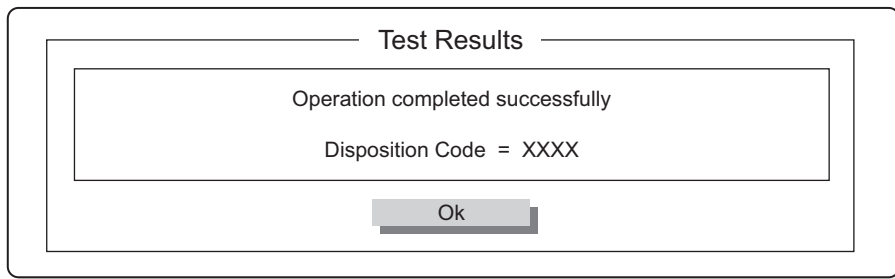 Test Results
Operation completed successfully
Disposition Code = XXXX
Ok